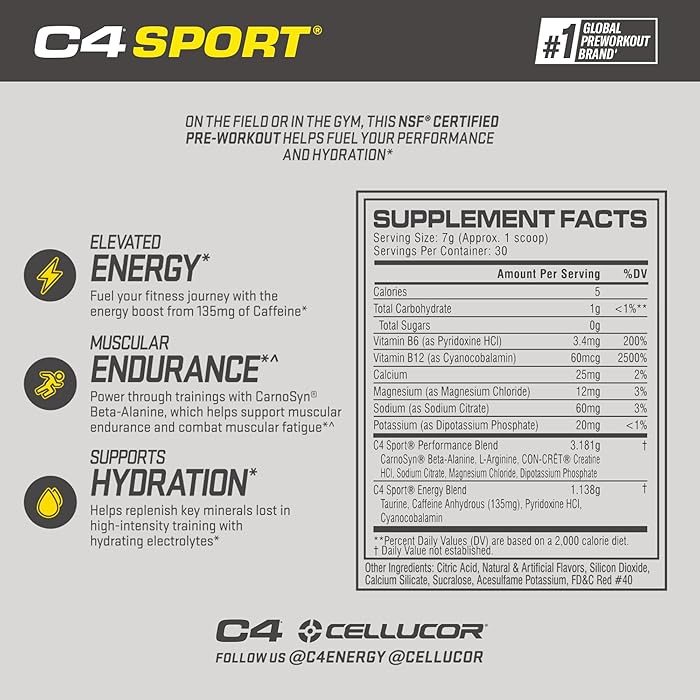 C4 SPORT®
#1 GLOBAL
PREWORKOUT
BRAND¹
ON THE FIELD OR IN THE GYM, THIS NSF® CERTIFIED
PRE-WORKOUT HELPS FUEL YOUR PERFORMANCE
AND HYDRATION*
ELEVATED
ENERGY*
Fuel your fitness journey with the
energy boost from 135mg of Caffeine*
MUSCULAR
ENDURANCE*^
Power through trainings with CarnoSyn®
Beta-Alanine, which helps support muscular
endurance and combat muscular fatigue*^
SUPPORTS
HYDRATION*
Helps replenish key minerals lost in
high-intensity training with
hydrating electrolytes*
SUPPLEMENT FACTS
Serving Size: 7g (Approx. 1 scoop)
Servings Per Container: 30
Amount Per Serving %DV
Calories 5
Total Carbohydrate 1g <1%**
Total Sugars 0g
Vitamin B6 (as Pyridoxine HCl) 3.4mg 200%
Vitamin B12 (as Cyanocobalamin) 60mcg 2500%
Calcium 25mg 2%
Magnesium (as Magnesium Chloride) 12mg 3%
Sodium (as Sodium Citrate) 60mg 3%
Potassium (as Dipotassium Phosphate) 20mg <1%
C4 Sport® Performance Blend 3.181g †
CarnoSyn® Beta-Alanine, L-Arginine, CON-CRĒT® Creatine
HCl, Sodium Citrate, Magnesium Chloride, Dipotassium Phosphate
C4 Sport® Energy Blend 1.138g †
Taurine, Caffeine Anhydrous (135mg), Pyridoxine HCl,
Cyanocobalamin
**Percent Daily Values (DV) are based on a 2,000 calorie diet.
† Daily Value not established.
Other Ingredients: Citric Acid, Natural & Artificial Flavors, Silicon Dioxide,
Calcium Silicate, Sucralose, Acesulfame Potassium, FD&C Red #40
C4 CELLUCOR®
FOLLOW US @C4ENERGY @CELLUCOR